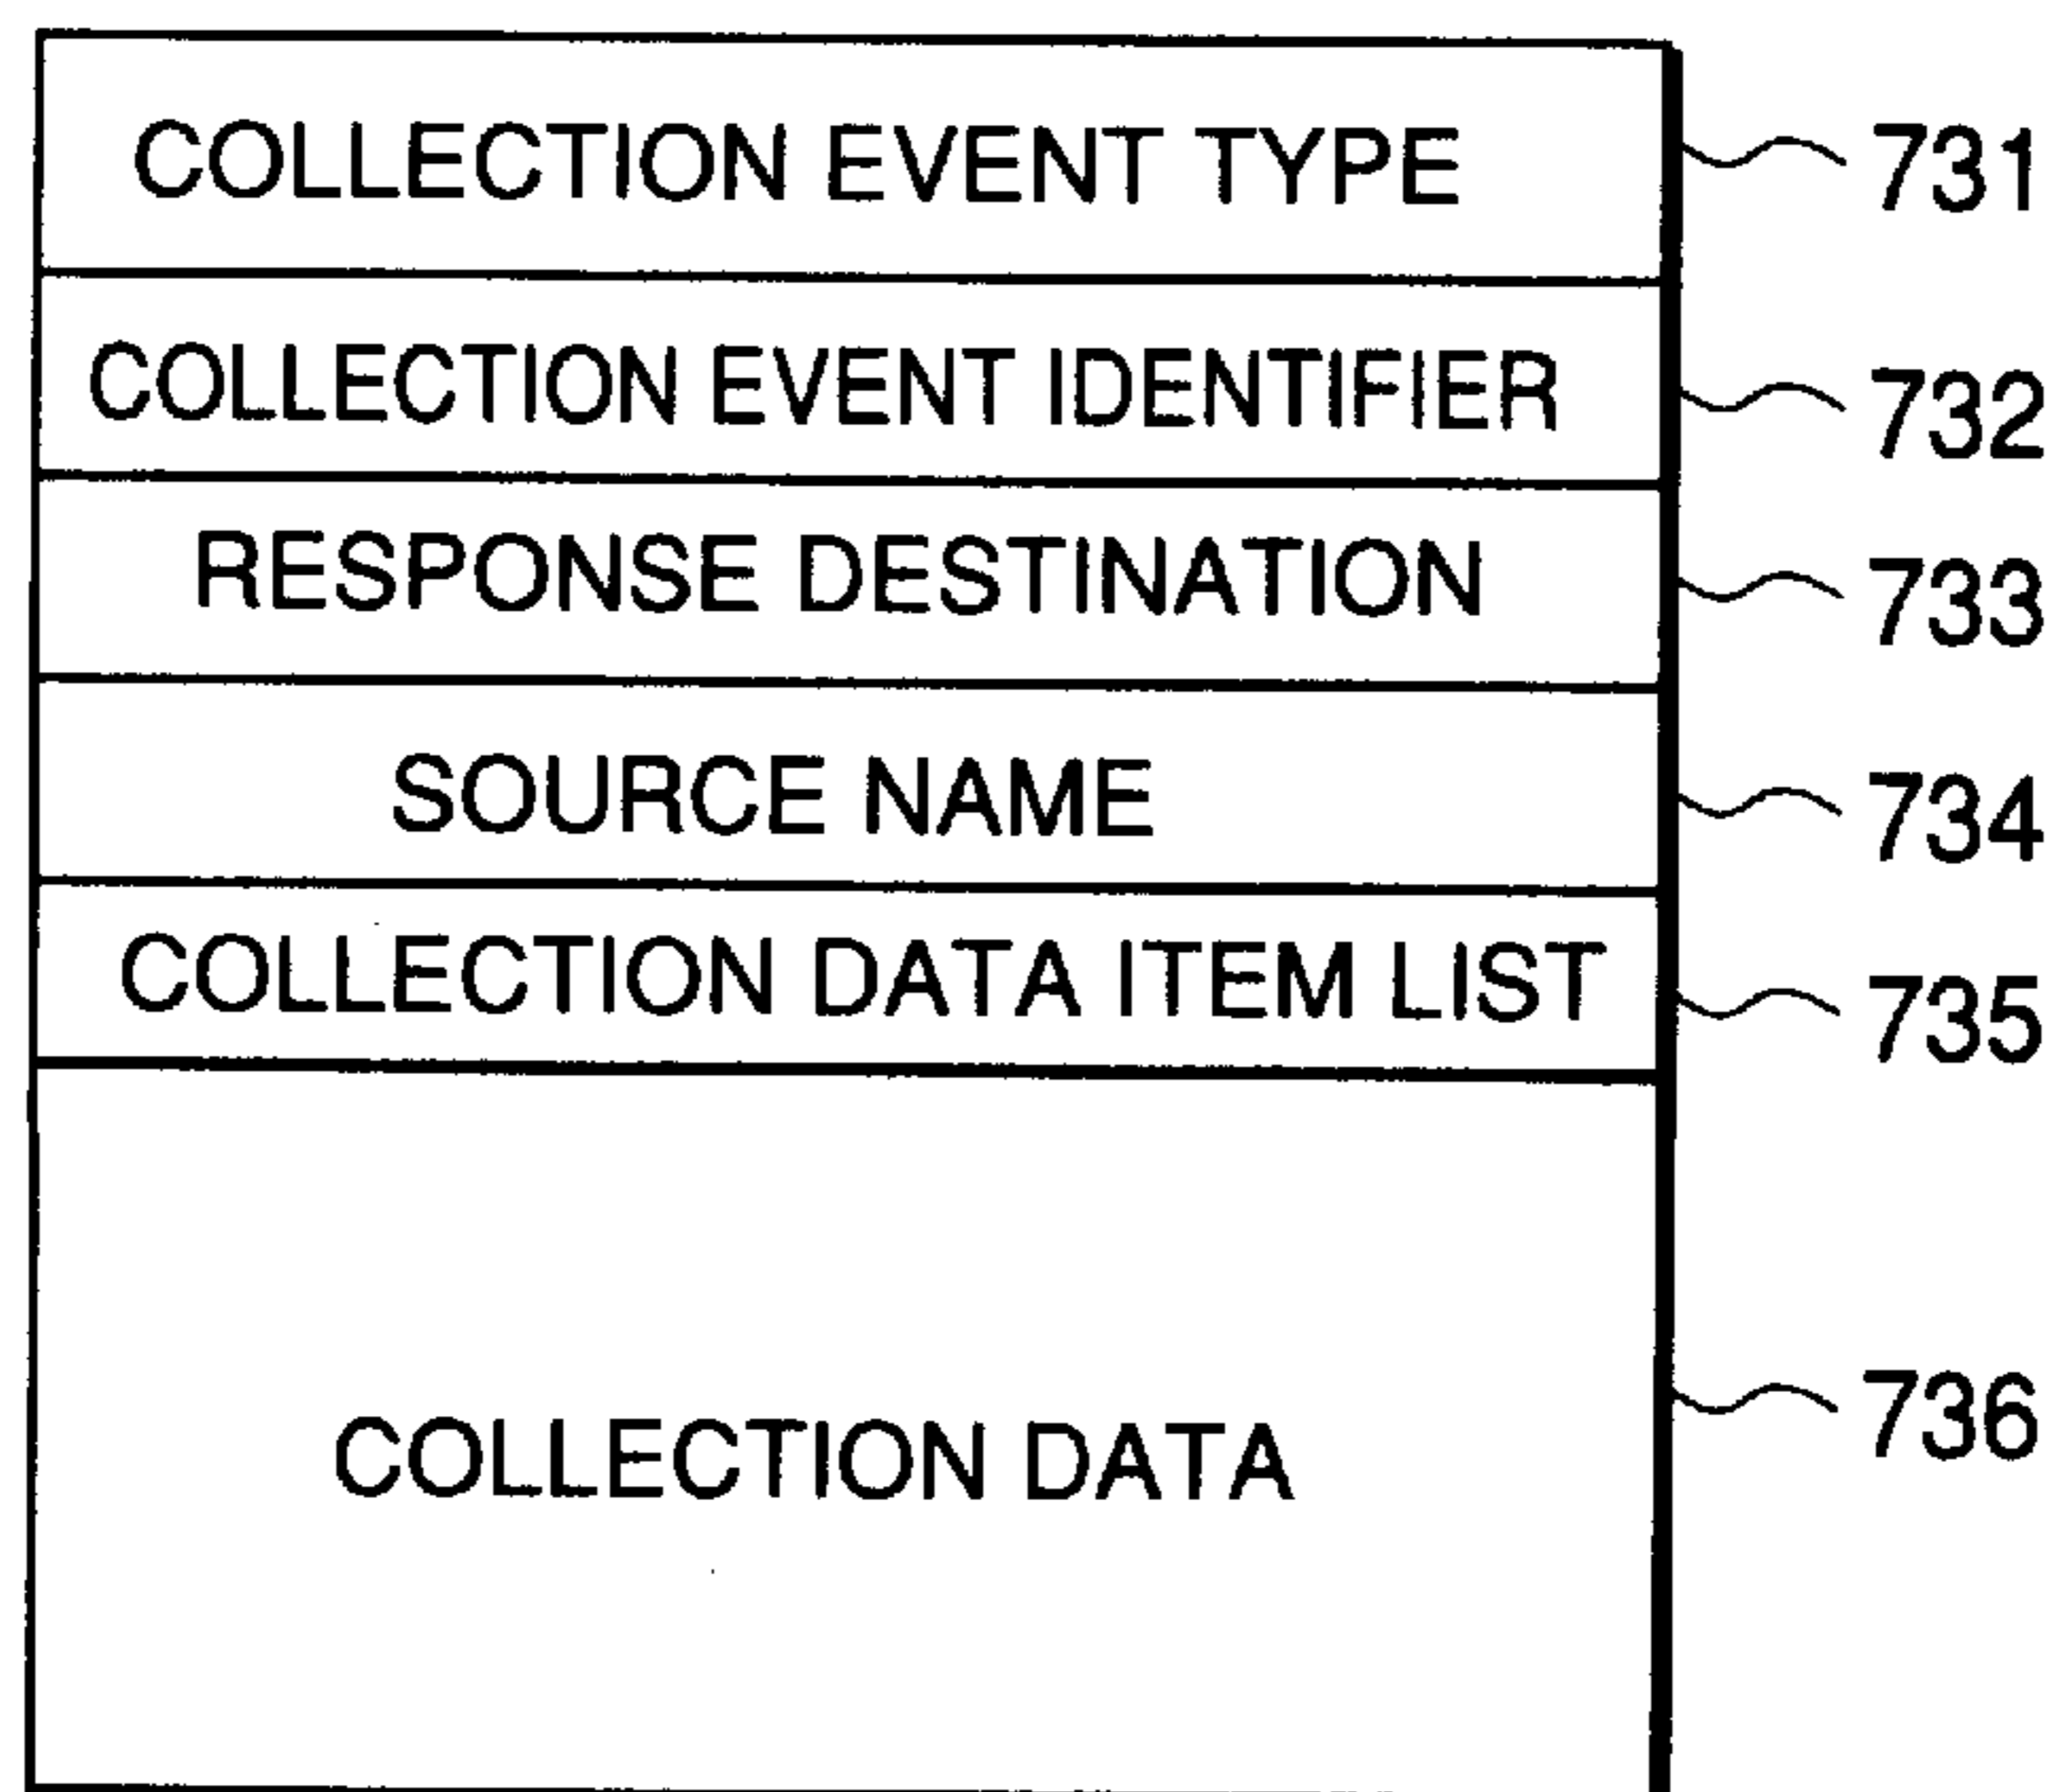 COLLECTION EVENT TYPE 731
COLLECTION EVENT IDENTIFIER 732
RESPONSE DESTINATION 733
SOURCE NAME 734
COLLECTION DATA ITEM LIST 735
COLLECTION DATA 736